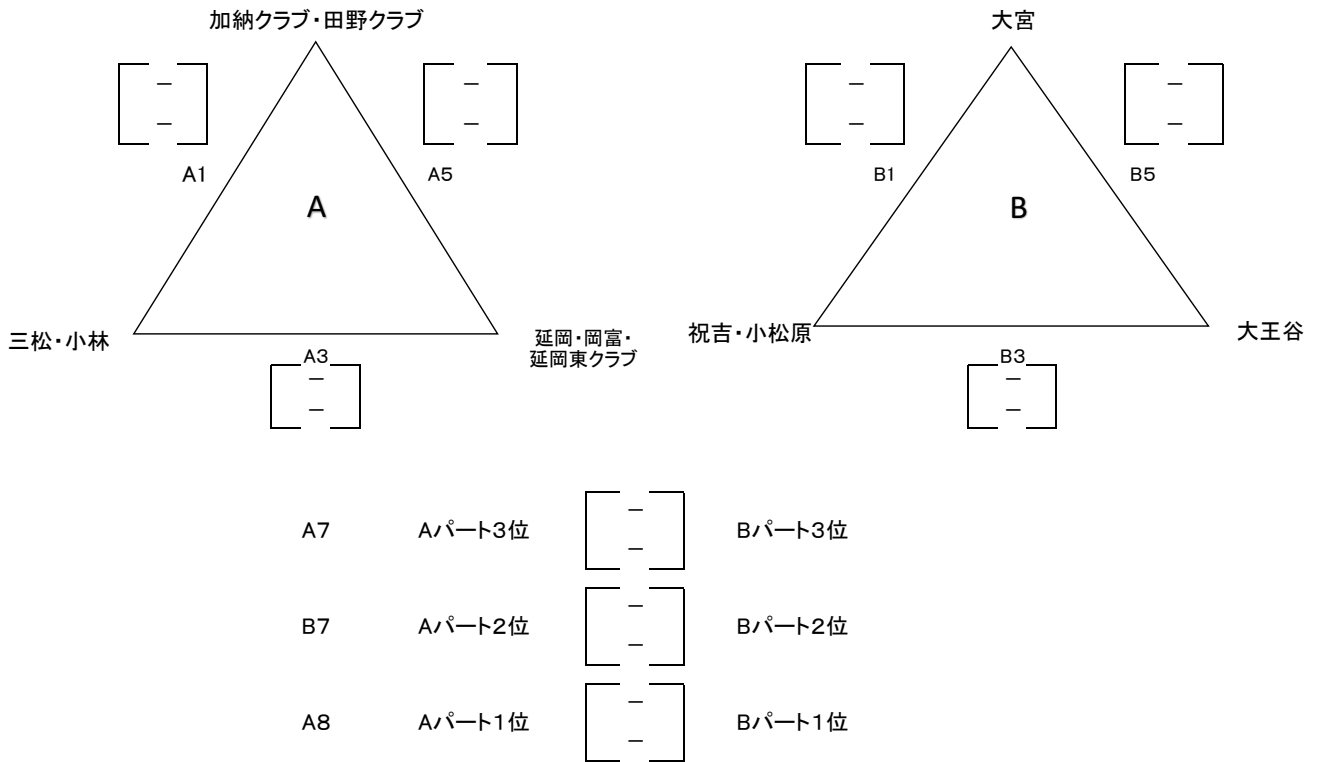 加納クラブ・田野クラブ
大宮
－
－
－
－
－
－
－
－
A1
A5
B1
B5
A
B
三松・小林
延岡・岡富・
延岡東クラブ
祝吉・小松原
大王谷
A3
－
－
B3
－
－
A7 Aパート3位 － Bパート3位
－
B7 Aパート2位 － Bパート2位
－
A8 Aパート1位 － Bパート1位
－